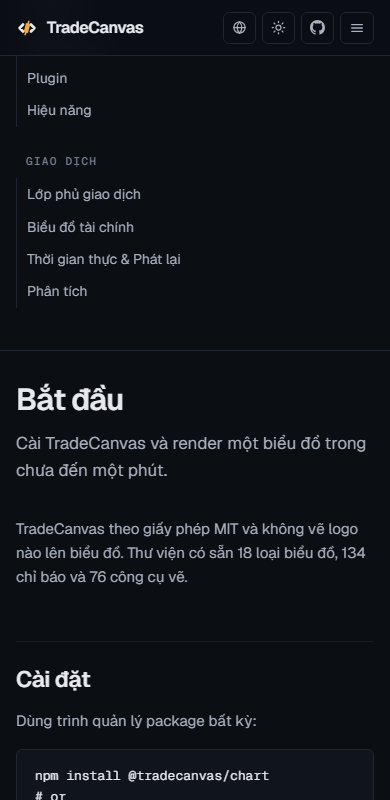 TradeCanvas
Plugin
Hiệu năng
GIAO DỊCH
Lớp phủ giao dịch
Biểu đồ tài chính
Thời gian thực & Phát lại
Phân tích
Bắt đầu
Cài TradeCanvas và render một biểu đồ trong
chưa đến một phút.
TradeCanvas theo giấy phép MIT và không vẽ logo
nào lên biểu đồ. Thư viện có sẵn 18 loại biểu đồ, 134
chỉ báo và 76 công cụ vẽ.
Cài đặt
Dùng trình quản lý package bất kỳ:
npm install @tradecanvas/chart
# or